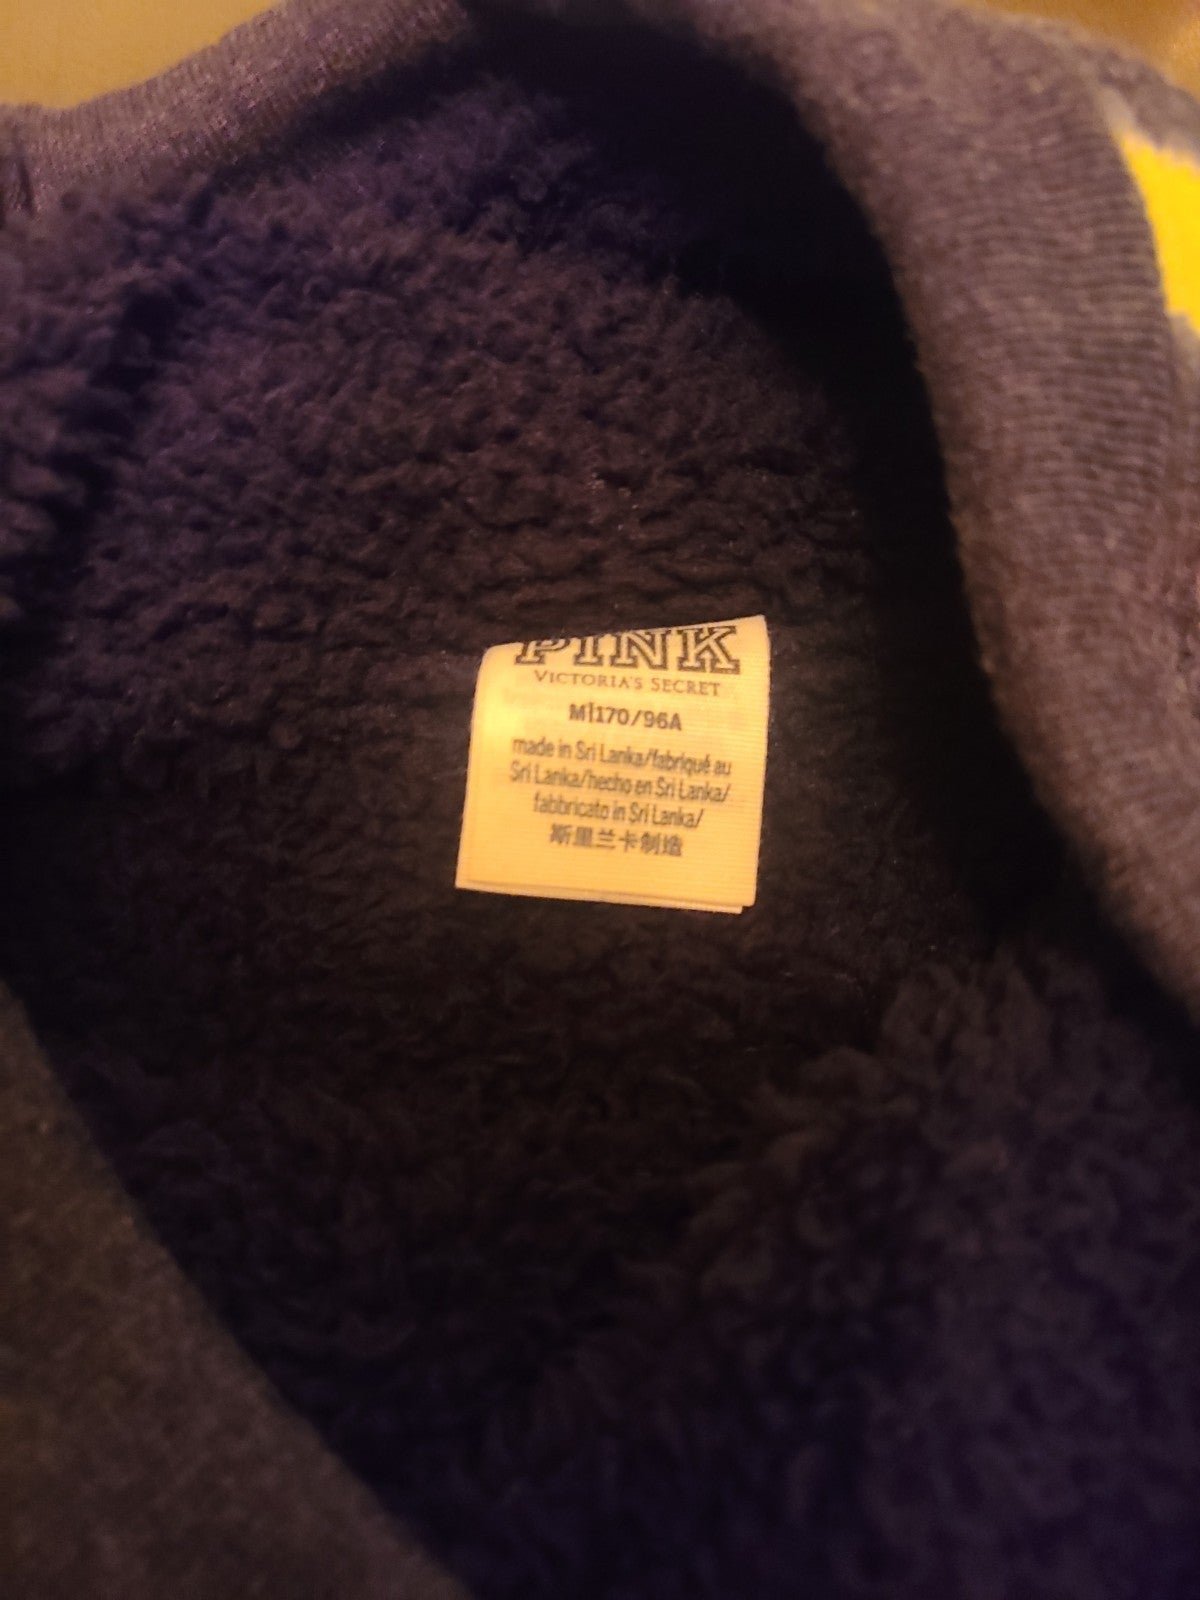 PINK
VICTORIA'S SECRET
M|170/96A
made in Sri Lanka/fabriqué au
Sri Lanka/hecho en Sri Lanka/
fabbricato in Sri Lanka/
斯里兰卡制造